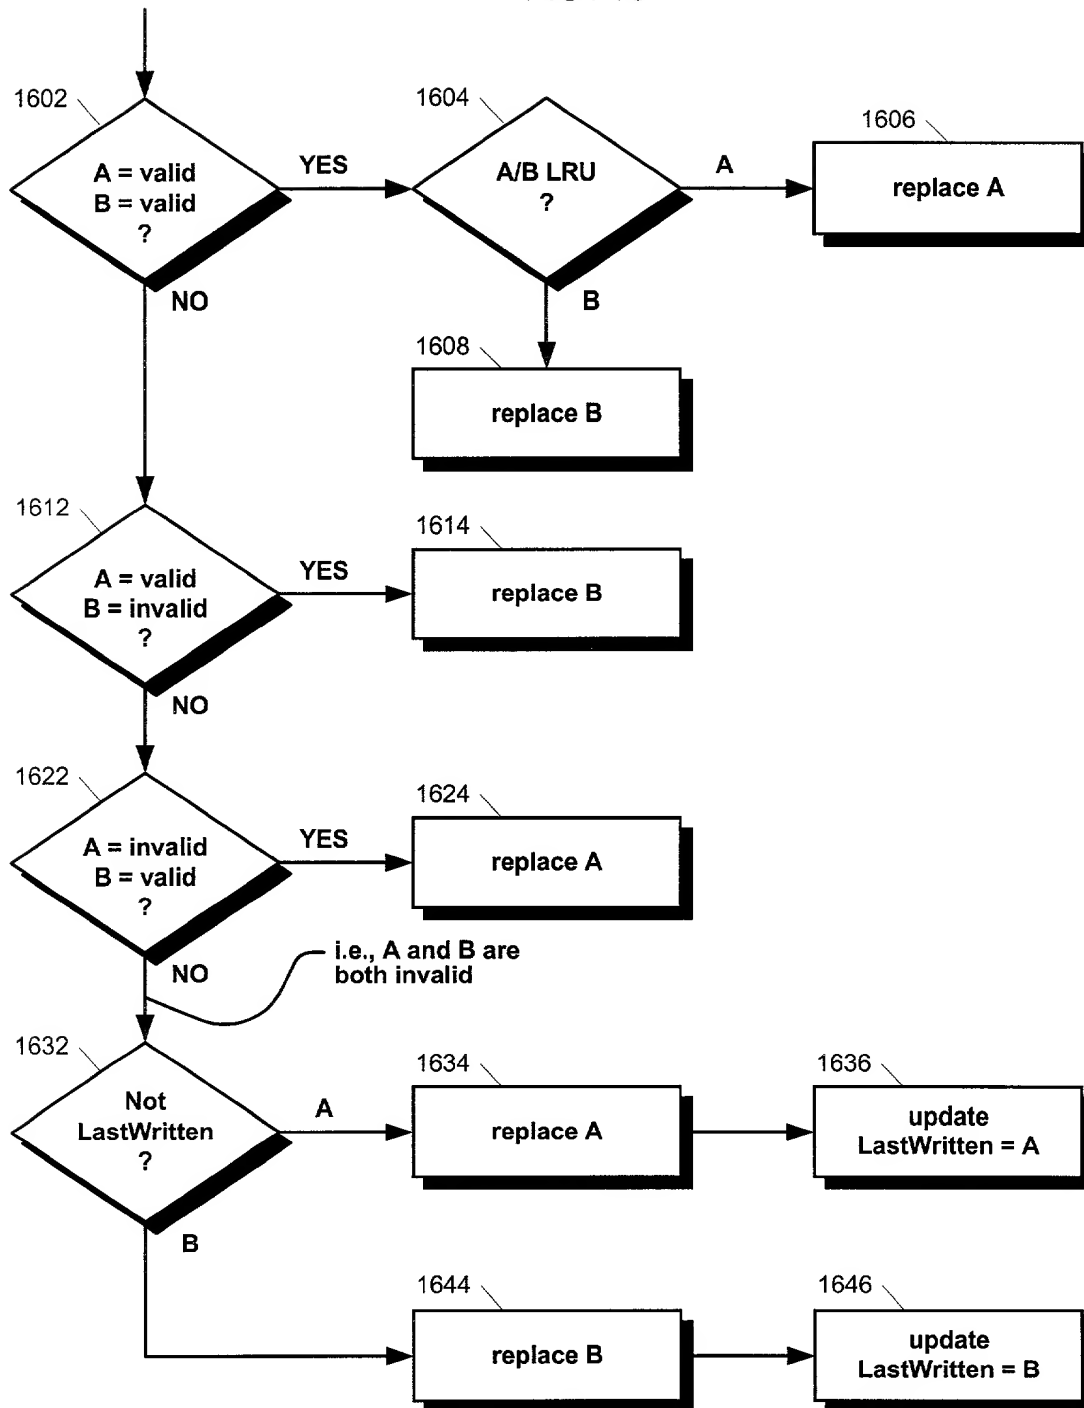 1602
A = valid
B = valid
?
YES
NO
1604
A/B LRU
?
A
B
1606
replace A
1608
replace B
1612
A = valid
B = invalid
?
YES
NO
1614
replace B
1622
A = invalid
B = valid
?
YES
NO
1624
replace A
i.e., A and B are
both invalid
1632
Not
LastWritten
?
A
B
1634
replace A
1636
update
LastWritten = A
1644
replace B
1646
update
LastWritten = B